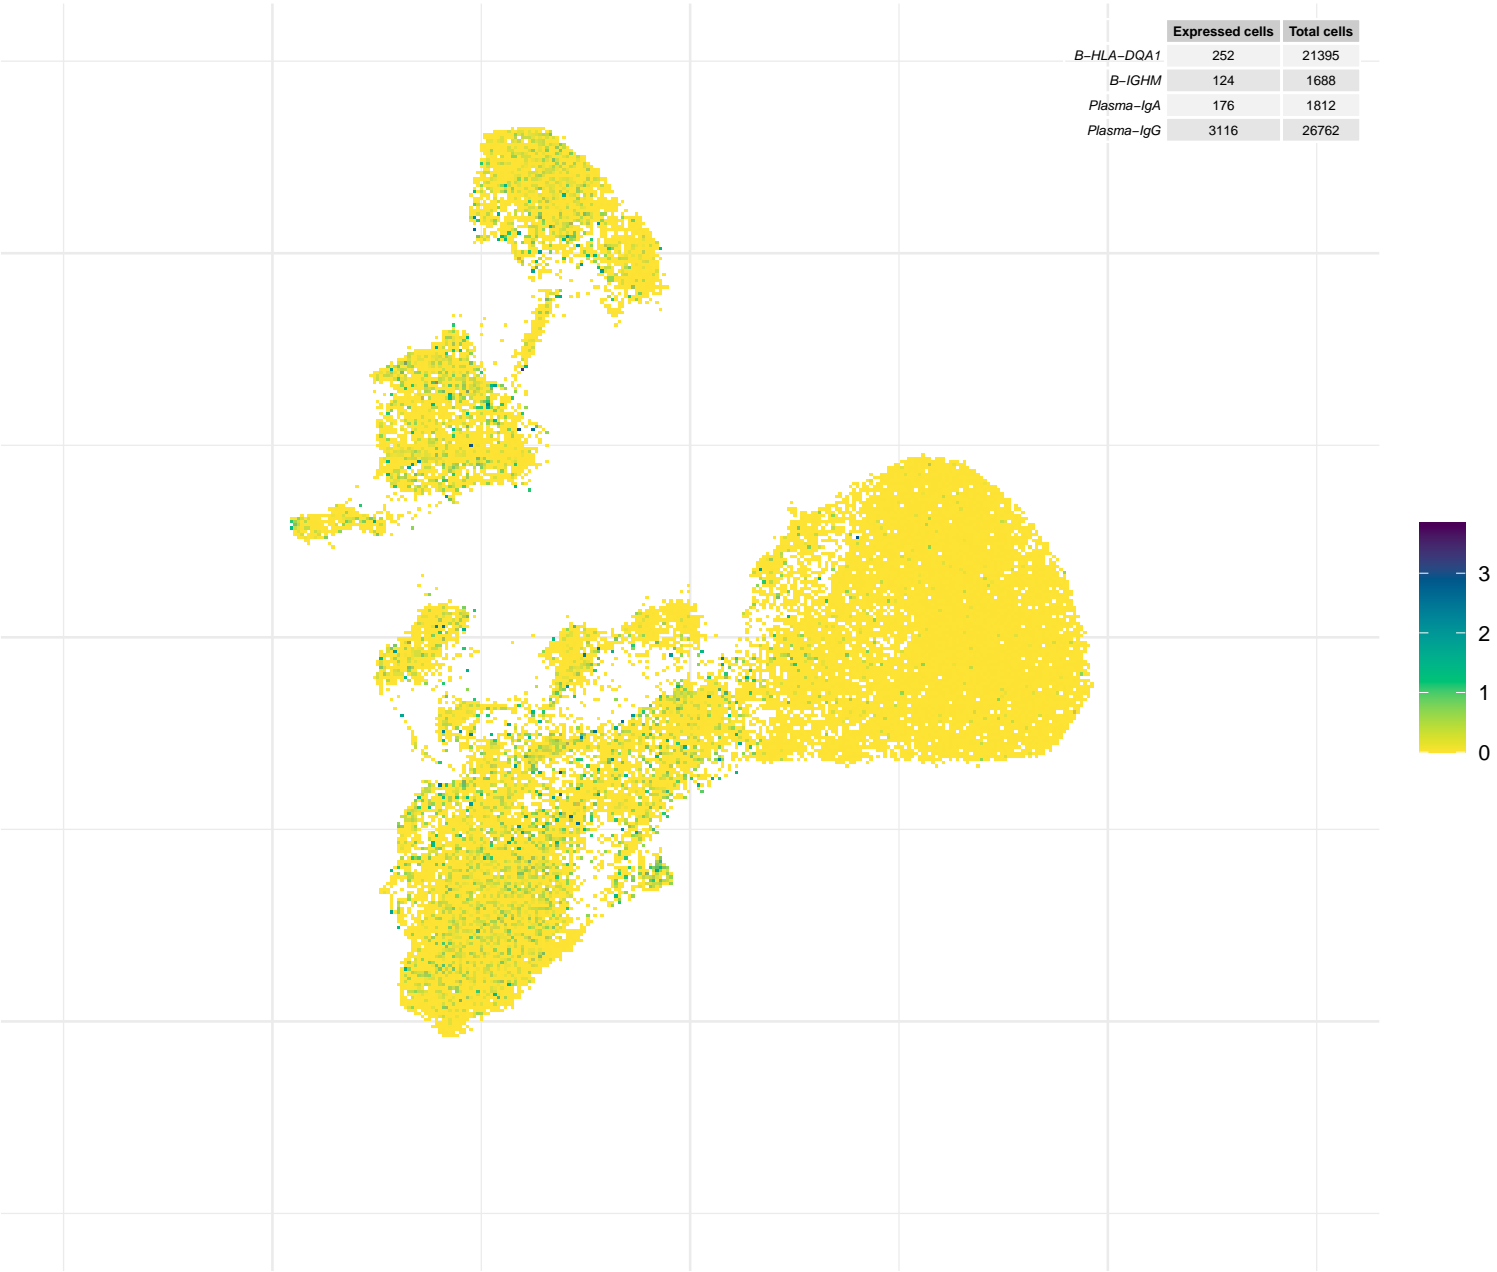 Expressed cells Total cells
B−HLA−DQA1 252 21395
B−IGHM 124 1688
Plasma−IgA 176 1812
Plasma−IgG 3116 26762
3
2
1
0